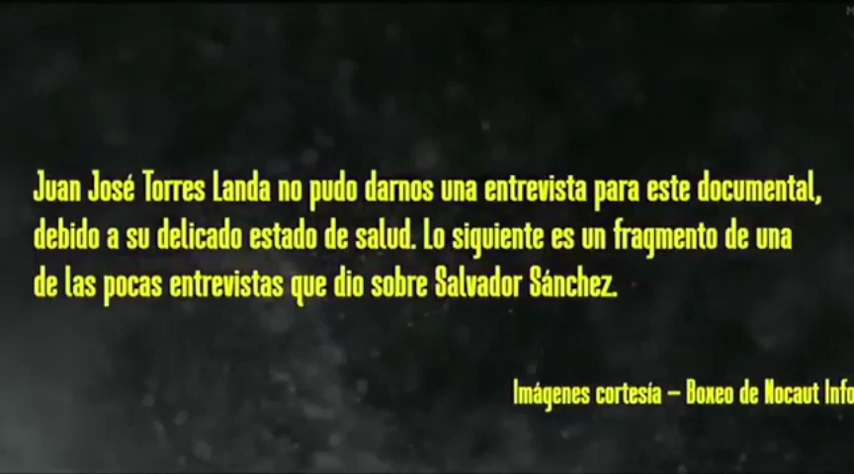 Juan José Torres Landa no pudo darnos una entrevista para este documental,
debido a su delicado estado de salud. Lo siguiente es un fragmento de una
de las pocas entrevistas que dio sobre Salvador Sánchez.
Imágenes cortesía – Boxeo de Nocaut Info